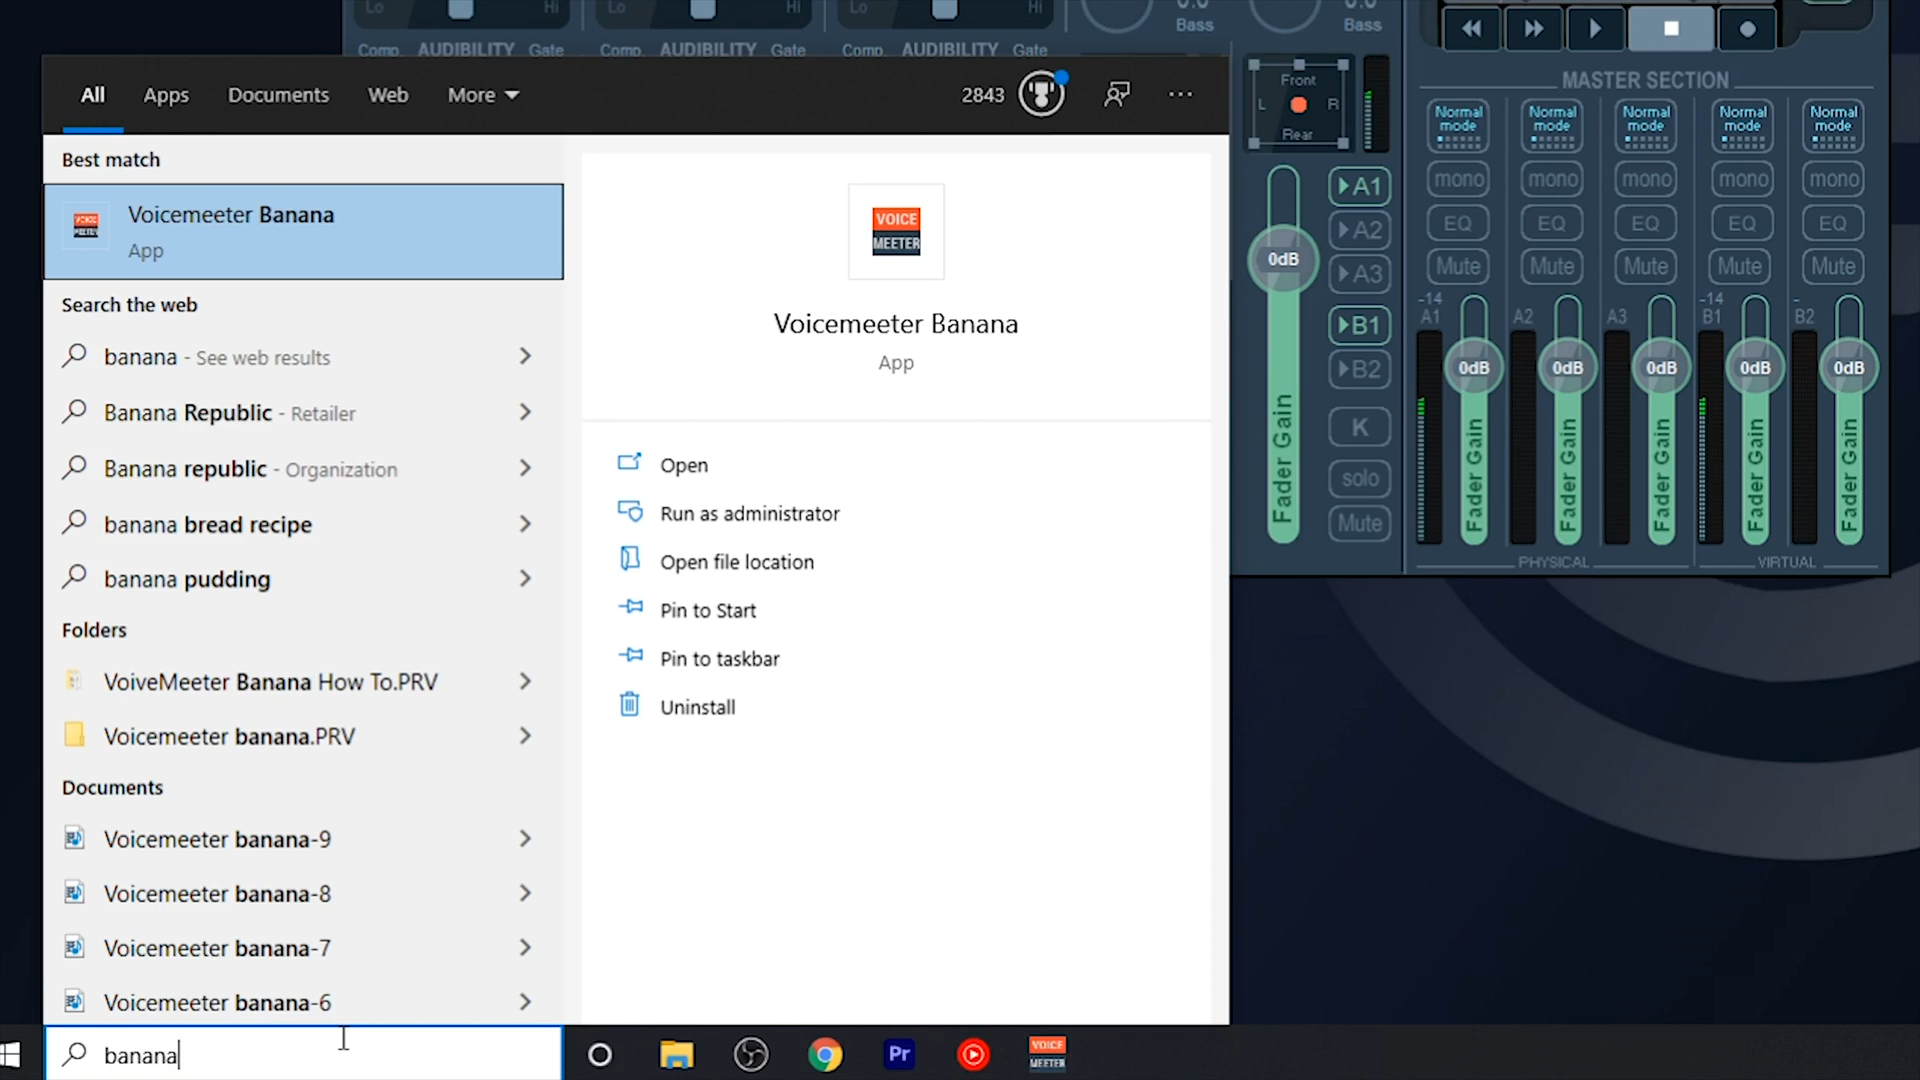 Lo Hi Lo Hi Lo Hi 0.0 0.0
Bass Bass
Comp. AUDIBILITY Gate Comp. AUDIBILITY Gate Comp. AUDIBILITY Gate
All Apps Documents Web More 2843
Best match
Voicemeeter Banana
App
Search the web
banana - See web results
Banana Republic - Retailer
Banana republic - Organization
banana bread recipe
banana pudding
Folders
VoiveMeeter Banana How To.PRV
Voicemeeter banana.PRV
Documents
Voicemeeter banana-9
Voicemeeter banana-8
Voicemeeter banana-7
Voicemeeter banana-6
banana
VOICE
MEETER
Voicemeeter Banana
App
Open
Run as administrator
Open file location
Pin to Start
Pin to taskbar
Uninstall
Front
L R
Rear
0dB
Fader Gain
A1
A2
A3
B1
B2
K
solo
Mute
MASTER SECTION
Normal mode Normal mode Normal mode Normal mode Normal mode
mono mono mono mono mono
EQ EQ EQ EQ EQ
Mute Mute Mute Mute Mute
-14 -14 -
A1 A2 A3 B1 B2
0dB 0dB 0dB 0dB 0dB
Fader Gain Fader Gain Fader Gain Fader Gain Fader Gain
PHYSICAL VIRTUAL
Pr
VOICE
MEETER